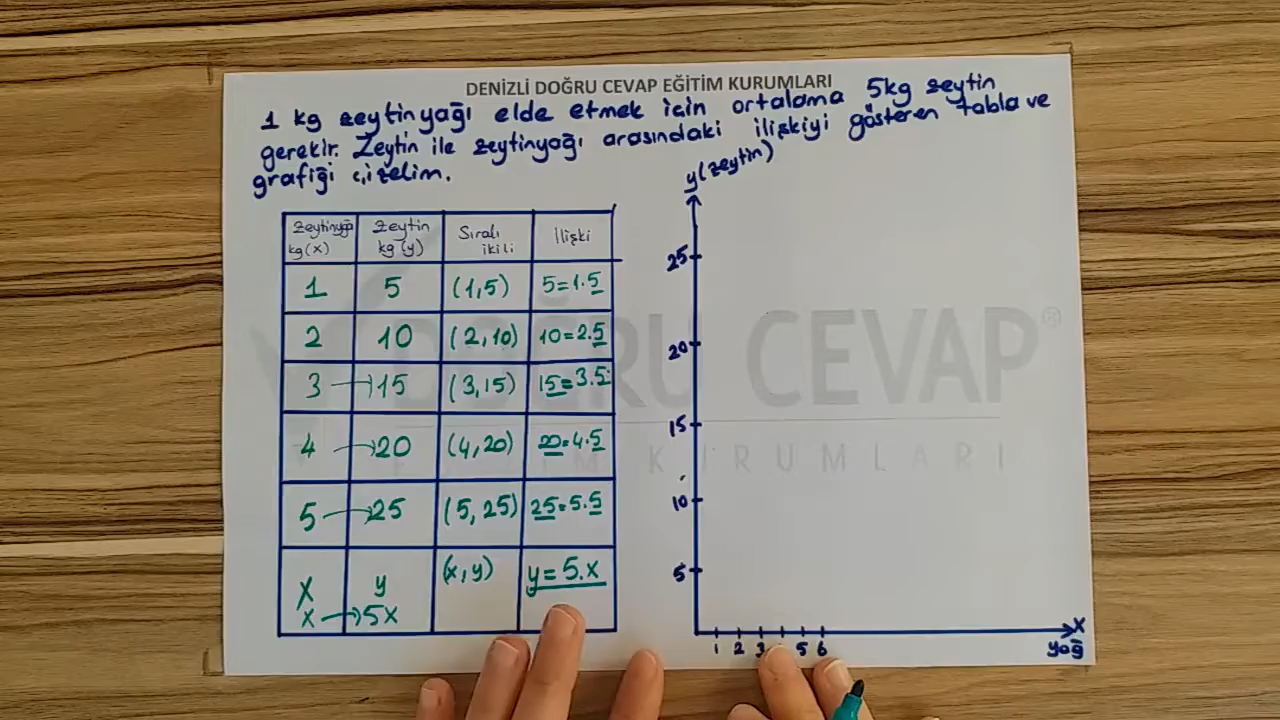 DENİZLİ DOĞRU CEVAP EĞİTİM KURUMLARI
1 kg zeytinyağı elde etmek için ortalama 5kg zeytin
gerekir. Zeytin ile zeytinyağı arasındaki ilişkiyi gösteren tabla ve
grafiği çizelim.
Zeytinyağı kg(x) Zeytin kg(y) Sıralı ikili İlişki
1 5 (1,5) 5=1.5
2 10 (2,10) 10=2.5
3 → 15 (3,15) 15=3.5
4 → 20 (4,20) 20=4.5
5 → 25 (5,25) 25=5.5
x y (x,y) y=5.x
x → 5x
y(zeytin)
25
20
15
10
5
1 2 3 5 6
x
yağ
DOĞRU CEVAP®
KURUMLARI